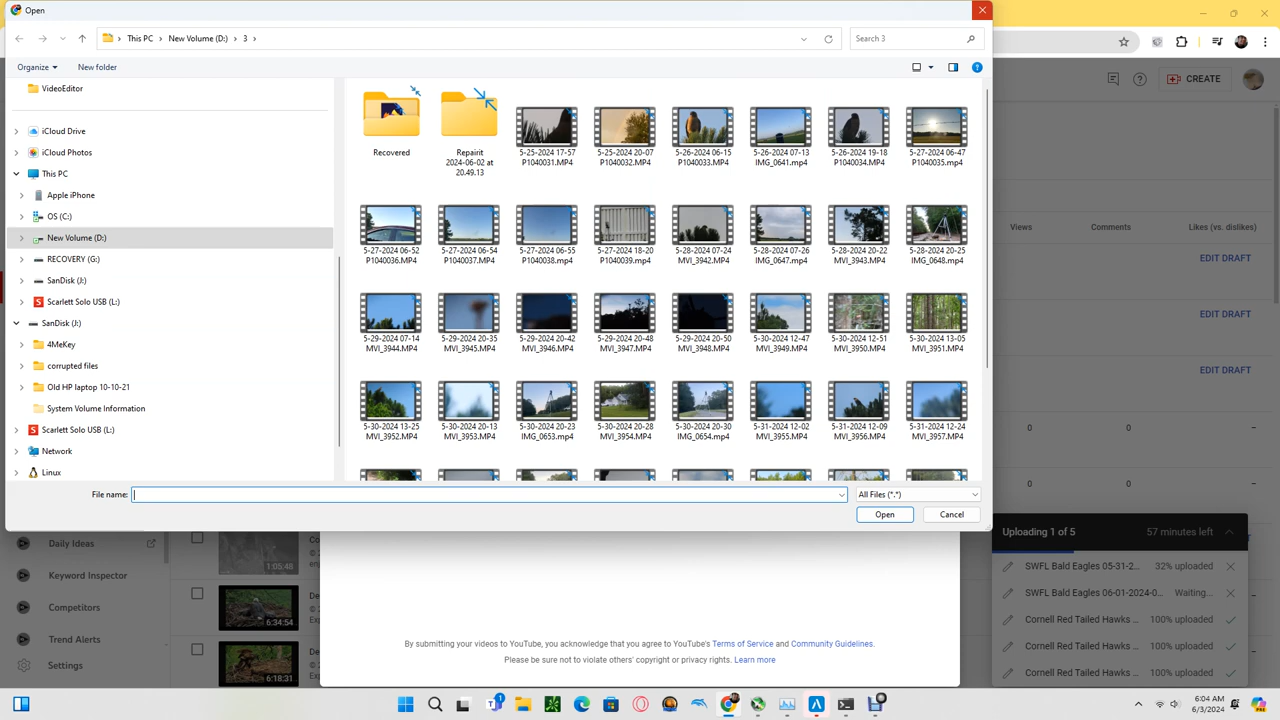 Open
This PC
New Volume (D:)
3
Search 3
Organize
New folder
VideoEditor
iCloud Drive
iCloud Photos
This PC
Apple iPhone
OS (C:)
New Volume (D:)
RECOVERY (G:)
SanDisk (J:)
Scarlett Solo USB (L:)
SanDisk (J:)
4MeKey
corrupted files
Old HP laptop 10-10-21
System Volume Information
Scarlett Solo USB (L:)
Network
Linux
Recovered
Repairit
2024-06-02 at
20.49.13
5-25-2024 17-57
P1040031.MP4
5-25-2024 20-07
P1040032.MP4
5-26-2024 06-15
P1040033.MP4
5-26-2024 07-13
IMG_0641.mp4
5-26-2024 19-18
P1040034.MP4
5-27-2024 06-47
P1040035.mp4
5-27-2024 06-52
P1040036.MP4
5-27-2024 06-54
P1040037.MP4
5-27-2024 06-55
P1040038.mp4
5-27-2024 18-20
P1040039.mp4
5-28-2024 07-24
MVI_3942.MP4
5-28-2024 07-26
IMG_0647.mp4
5-28-2024 20-22
MVI_3943.MP4
5-28-2024 20-25
IMG_0648.mp4
5-29-2024 07-14
MVI_3944.MP4
5-29-2024 20-35
MVI_3945.MP4
5-29-2024 20-42
MVI_3946.MP4
5-29-2024 20-48
MVI_3947.MP4
5-29-2024 20-50
MVI_3948.MP4
5-30-2024 12-47
MVI_3949.MP4
5-30-2024 12-51
MVI_3950.MP4
5-30-2024 13-05
MVI_3951.MP4
5-30-2024 13-25
MVI_3952.MP4
5-30-2024 20-13
MVI_3953.MP4
5-30-2024 20-23
IMG_0653.mp4
5-30-2024 20-28
MVI_3954.MP4
5-30-2024 20-30
IMG_0654.mp4
5-31-2024 12-02
MVI_3955.MP4
5-31-2024 12-09
MVI_3956.MP4
5-31-2024 12-24
MVI_3957.MP4
File name:
All Files (*.*)
Open
Cancel
CREATE
Views
Comments
Likes (vs. dislikes)
EDIT DRAFT
EDIT DRAFT
EDIT DRAFT
0
0
–
0
0
–
Uploading 1 of 5
57 minutes left
SWFL Bald Eagles 05-31-2...
32% uploaded
SWFL Bald Eagles 06-01-2024-0...
Waiting...
Cornell Red Tailed Hawks ...
100% uploaded
Cornell Red Tailed Hawks ...
100% uploaded
Cornell Red Tailed Hawks ...
100% uploaded
Daily Ideas
Keyword Inspector
Competitors
Trend Alerts
Settings
1:05:48
6:34:54
6:18:31
By submitting your videos to YouTube, you acknowledge that you agree to YouTube's Terms of Service and Community Guidelines.
Please be sure not to violate others' copyright or privacy rights. Learn more
6:04 AM
6/3/2024